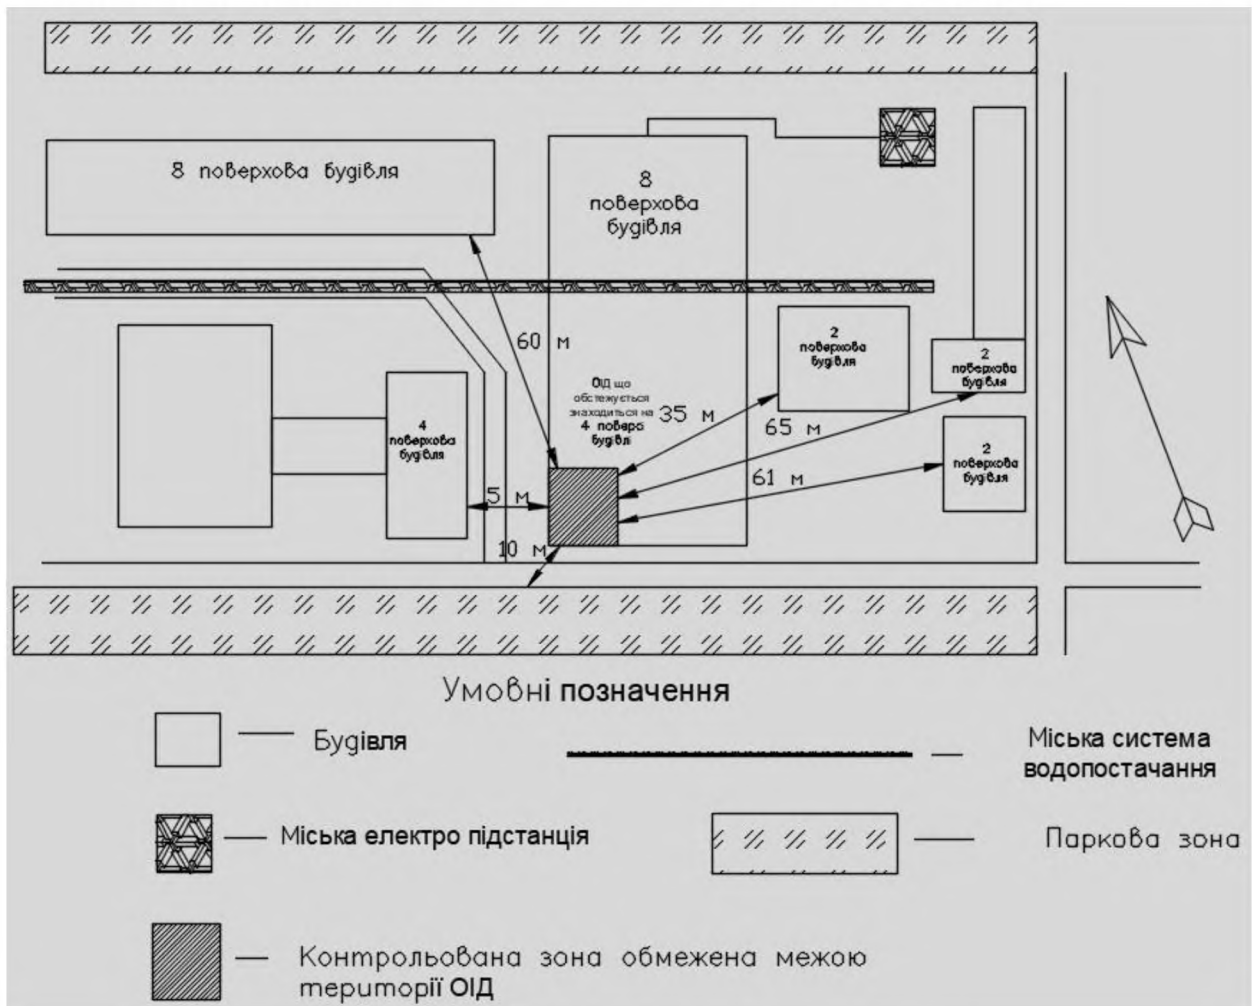 8 поверхова будівля
8
поверхова
будівля
60 м
2
поверхова
будівля
2
поверхова
будівля
ОІД що
обстежується
знаходиться на
4 поверсі
будівлі
35 м
65 м
4
поверхова
будівля
2
поверхова
будівля
61 м
5 м
10 м
Умовні позначення
Будівля
Міська система
водопостачання
Міська електро підстанція
Паркова зона
Контрольована зона обмежена межою
території ОІД